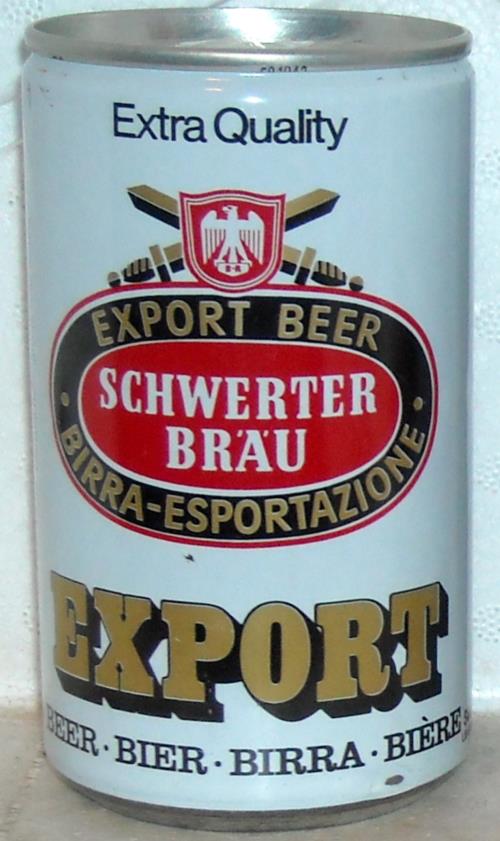 Extra Quality
EXPORT BEER
SCHWERTER
BRÄU
BIRRA-ESPORTAZIONE
EXPORT
BEER · BIER · BIRRA · BIÈRE